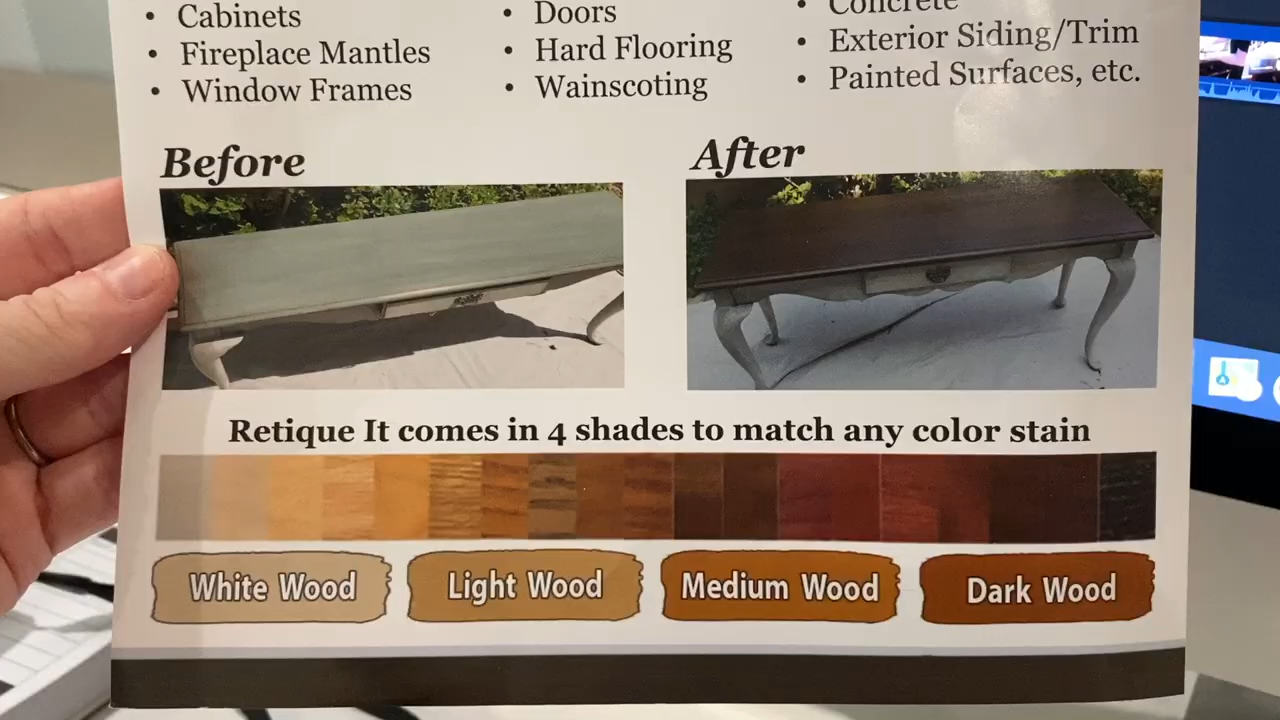 • Cabinets
• Fireplace Mantles
• Window Frames
• Doors
• Hard Flooring
• Wainscoting
• Concrete
• Exterior Siding/Trim
• Painted Surfaces, etc.
Before
After
Retique It comes in 4 shades to match any color stain
White Wood
Light Wood
Medium Wood
Dark Wood